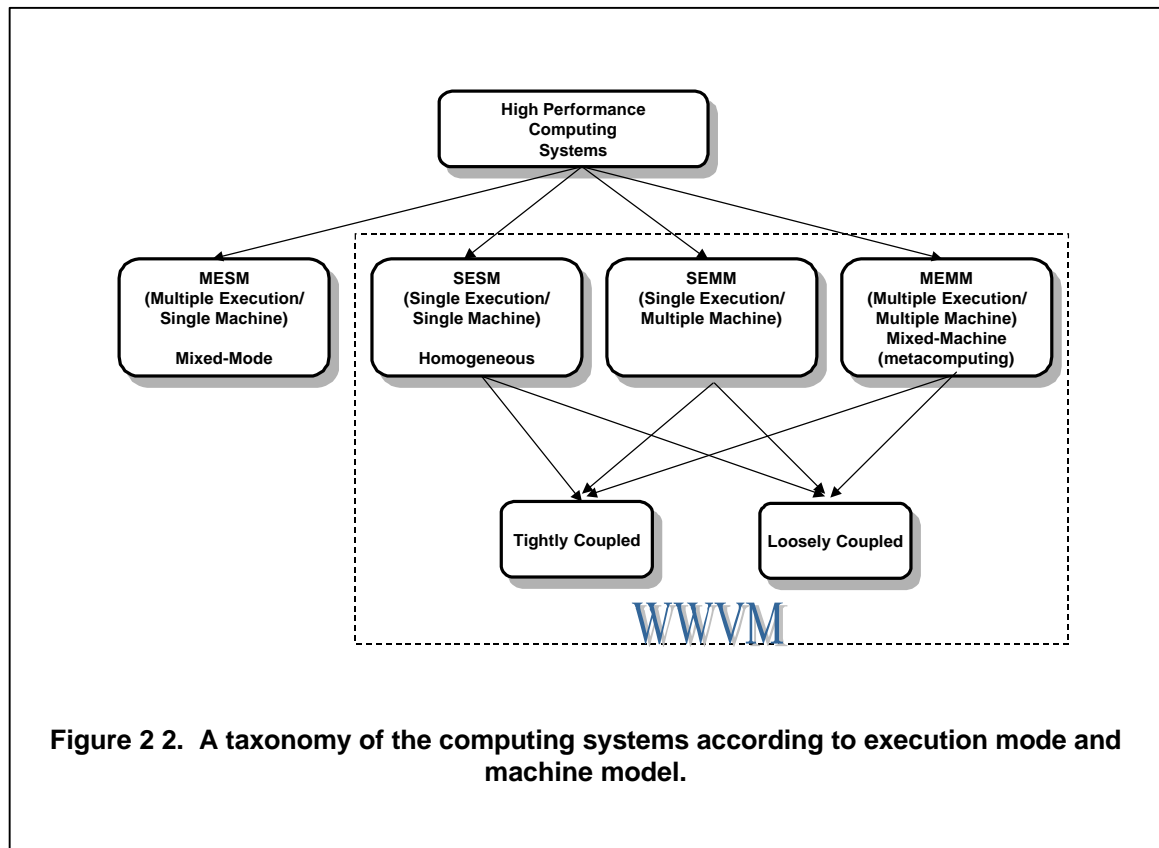 High Performance
Computing
Systems
MESM
(Multiple Execution/
Single Machine)
Mixed-Mode
SESM
(Single Execution/
Single Machine)
Homogeneous
SEMM
(Single Execution/
Multiple Machine)
MEMM
(Multiple Execution/
Multiple Machine)
Mixed-Machine
(metacomputing)
Tightly Coupled
Loosely Coupled
WWVM
Figure 2 2. A taxonomy of the computing systems according to execution mode and
machine model.